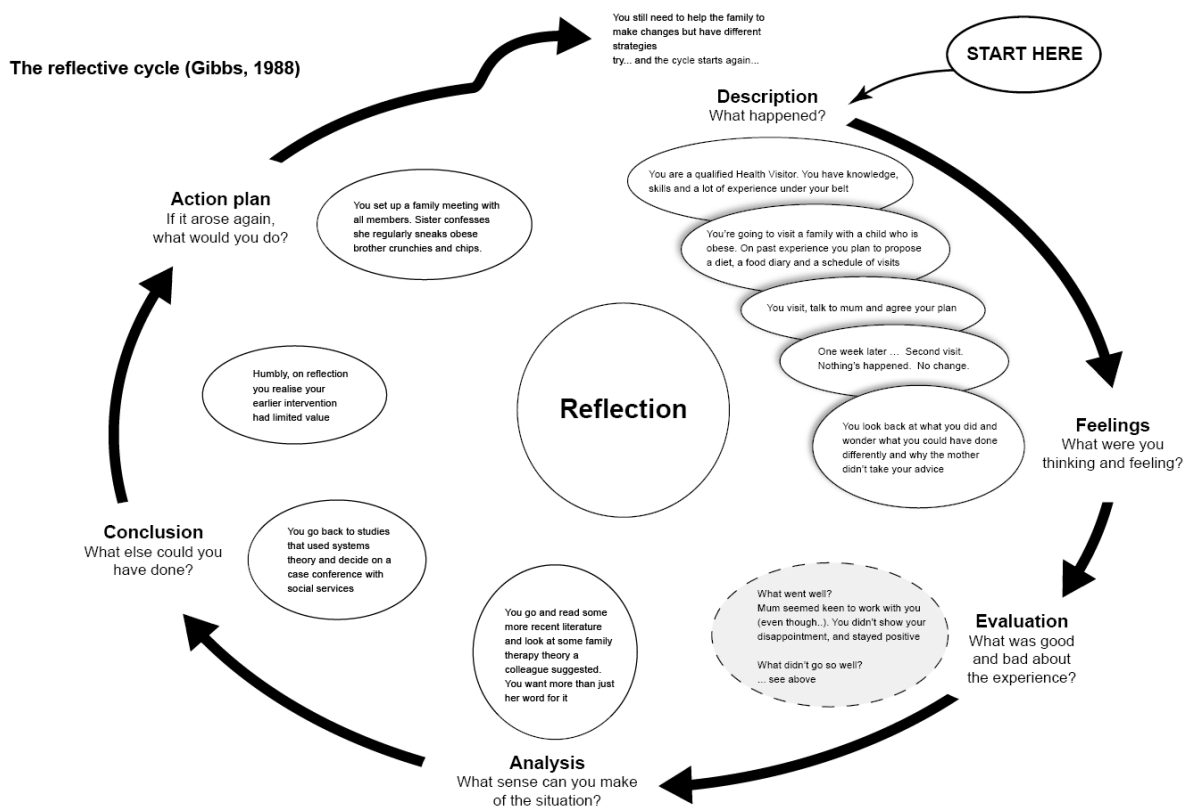 The reflective cycle (Gibbs, 1988)
You still need to help the family to
make changes but have different
strategies
try... and the cycle starts again...
START HERE
Description
What happened?
You are a qualified Health Visitor. You have knowledge,
skills and a lot of experience under your belt
You're going to visit a family with a child who is
obese. On past experience you plan to propose
a diet, a food diary and a schedule of visits
You visit, talk to mum and agree your plan
One week later ... Second visit.
Nothing's happened. No change.
You look back at what you did and
wonder what you could have done
differently and why the mother
didn't take your advice
Feelings
What were you
thinking and feeling?
What went well?
Mum seemed keen to work with you
(even though..). You didn't show your
disappointment, and stayed positive
What didn't go so well?
... see above
Evaluation
What was good
and bad about
the experience?
You go and read some
more recent literature
and look at some family
therapy theory a
colleague suggested.
You want more than just
her word for it
Analysis
What sense can you make
of the situation?
You go back to studies
that used systems
theory and decide on a
case conference with
social services
Conclusion
What else could you
have done?
Humbly, on reflection
you realise your
earlier intervention
had limited value
Action plan
If it arose again,
what would you do?
You set up a family meeting with
all members. Sister confesses
she regularly sneaks obese
brother crunchies and chips.
Reflection